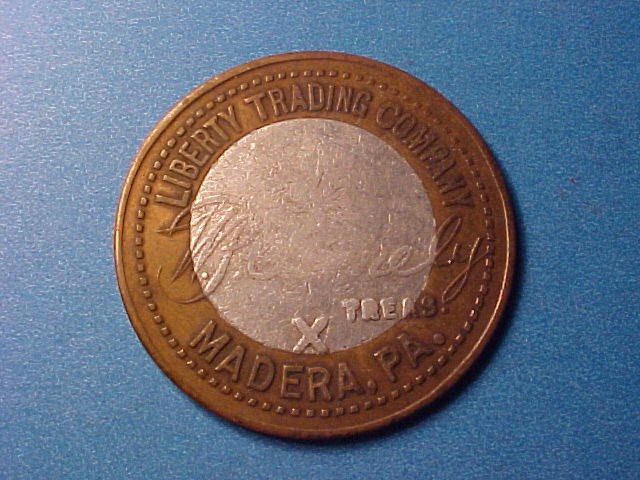 LIBERTY TRADING COMPANY
TREAS.
X
MADERA, PA.